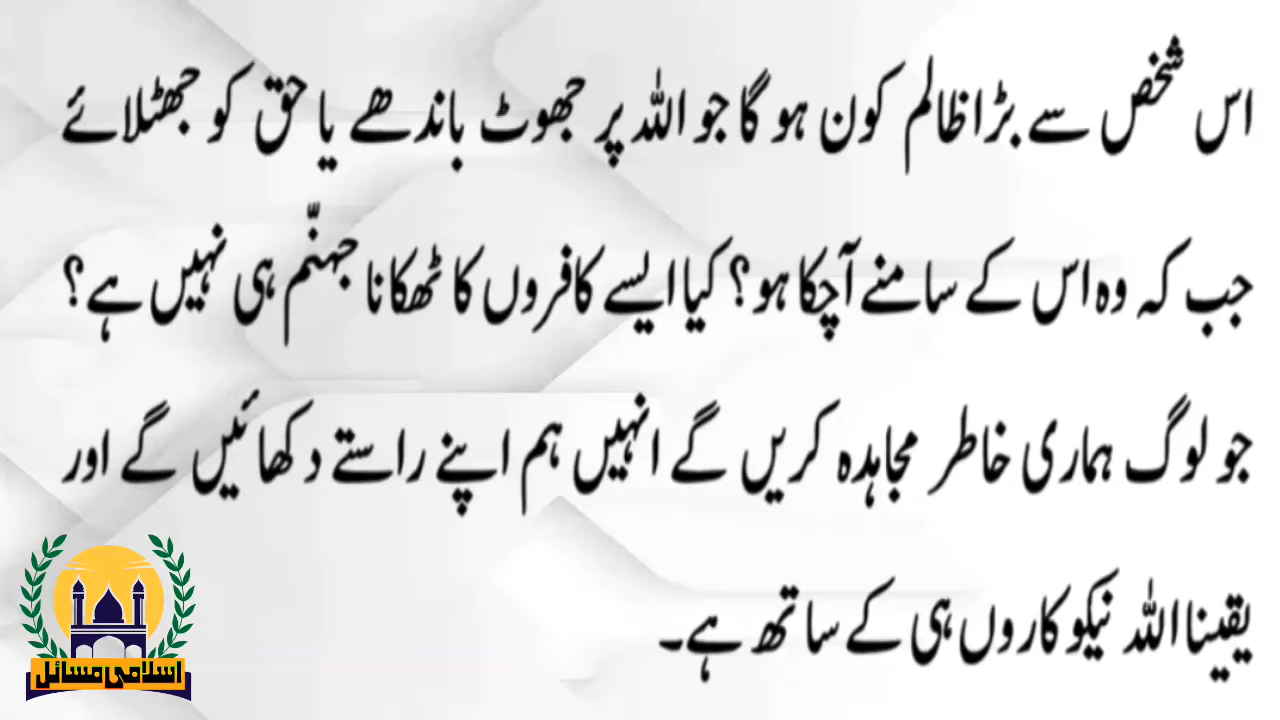 اس شخص سے بڑا ظالم کون ہو گا جو اللہ پر جھوٹ باندھے یا حق کو جھٹلائے
جب کہ وہ اس کے سامنے آچکا ہو؟ کیا ایسے کافروں کا ٹھکانا جہنّم ہی نہیں ہے؟
جو لوگ ہماری خاطر مجاہدہ کریں گے انہیں ہم اپنے راستے دکھائیں گے اور
یقینا اللہ نیکو کاروں ہی کے ساتھ ہے۔
اسلامی مسائل